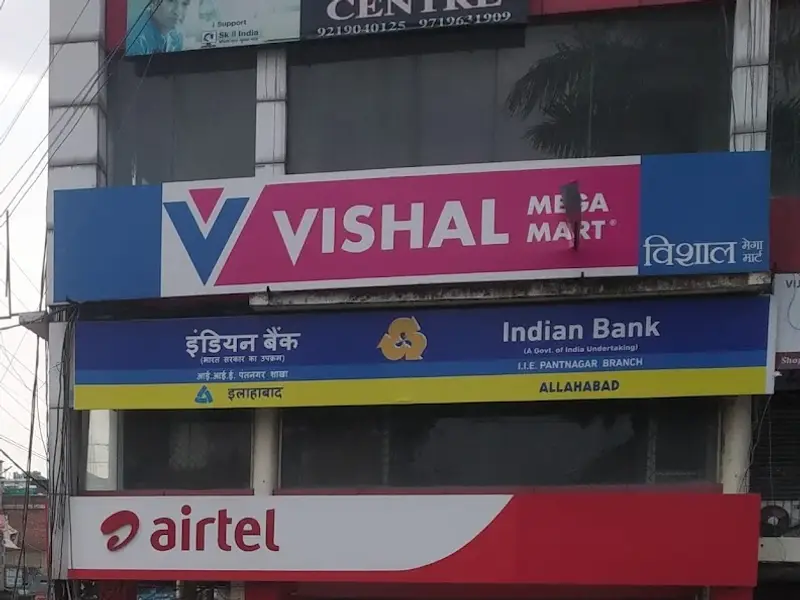 i Support
Skill India
CENTRE
9219040125 9719631909
VISHAL MEGA MART
विशाल मेगा मार्ट
इंडियन बैंक
(भारत सरकार का उपक्रम)
आई.आई.ई. पंतनगर शाखा
इलाहाबाद
Indian Bank
(A Govt. of India Undertaking)
I.I.E. PANTNAGAR BRANCH
ALLAHABAD
airtel